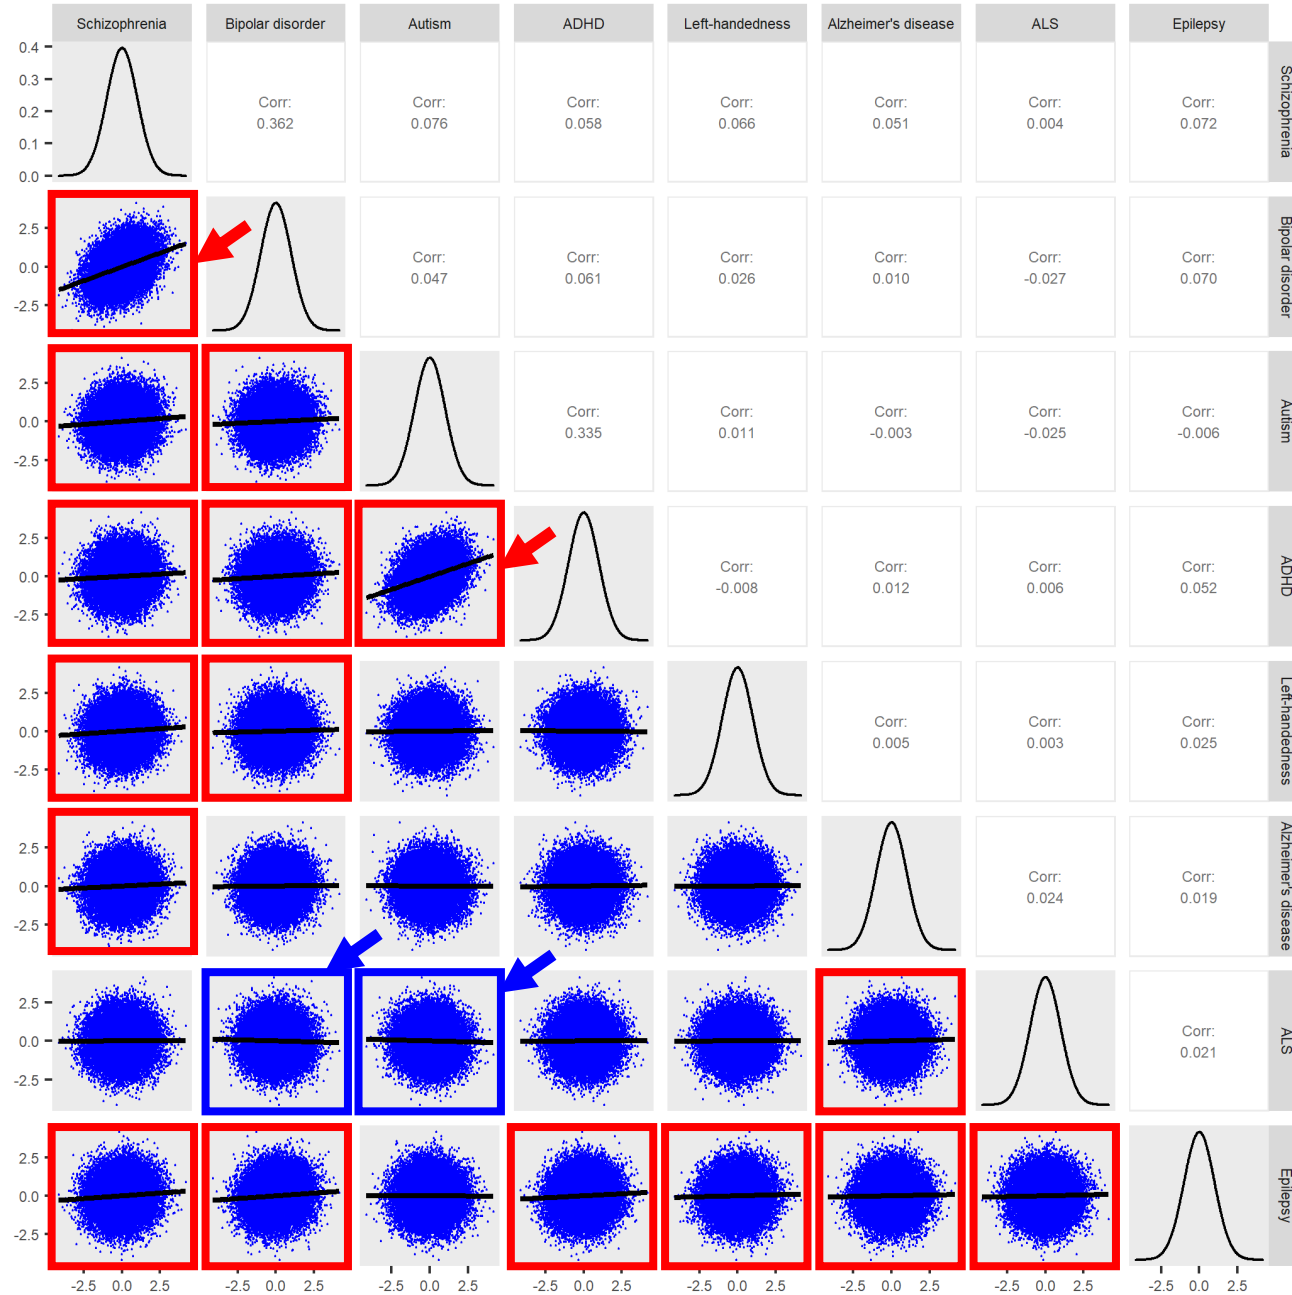 Schizophrenia Bipolar disorder Autism ADHD Left-handedness Alzheimer's disease ALS Epilepsy
0.4
0.3
0.2
0.1
0.0
Corr: Corr: Corr: Corr: Corr: Corr: Corr:
0.362 0.076 0.058 0.066 0.051 0.004 0.072
Schizophrenia
2.5
0.0
-2.5
Corr: Corr: Corr: Corr: Corr: Corr:
0.047 0.061 0.026 0.010 -0.027 0.070
Bipolar disorder
2.5
0.0
-2.5
Corr: Corr: Corr: Corr: Corr:
0.335 0.011 -0.003 -0.025 -0.006
Autism
2.5
0.0
-2.5
Corr: Corr: Corr: Corr:
-0.008 0.012 0.006 0.052
ADHD
2.5
0.0
-2.5
Corr: Corr: Corr:
0.005 0.003 0.025
Left-handedness
2.5
0.0
-2.5
Corr: Corr:
0.024 0.019
Alzheimer's disease
2.5
0.0
-2.5
Corr:
0.021
ALS
2.5
0.0
-2.5
Epilepsy
-2.5 0.0 2.5 -2.5 0.0 2.5 -2.5 0.0 2.5 -2.5 0.0 2.5 -2.5 0.0 2.5 -2.5 0.0 2.5 -2.5 0.0 2.5 -2.5 0.0 2.5